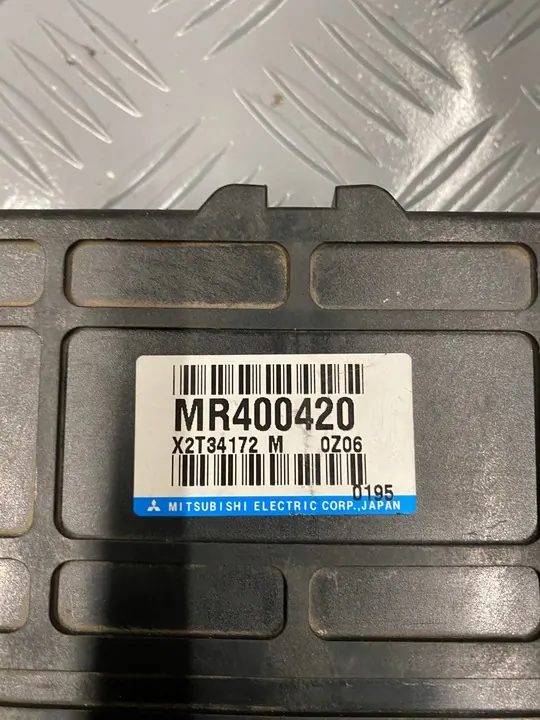 MR400420
X2T34172 M 0Z06
0195
MITSUBISHI ELECTRIC CORP.,JAPAN